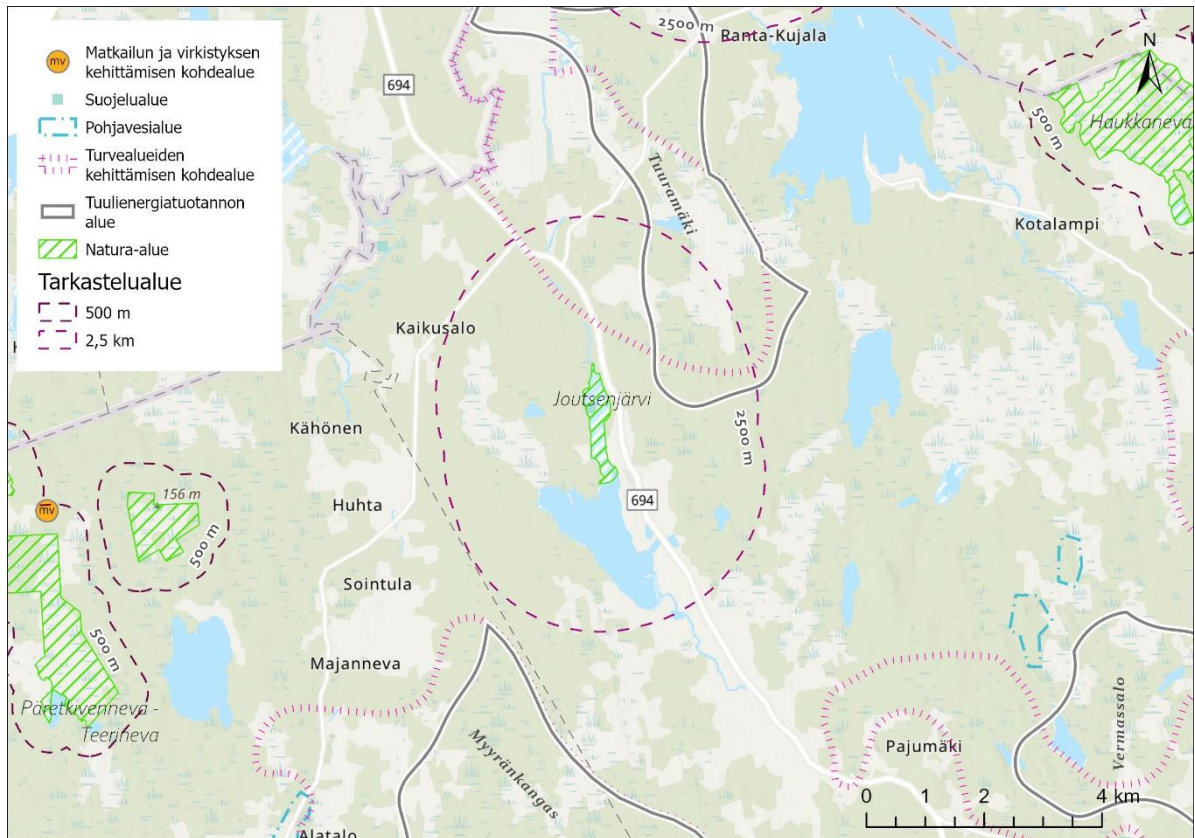 mv
Matkailun ja virkistyksen
kehittämisen kohdealue
Suojelualue
Pohjavesialue
Turvealueiden
kehittämisen kohdealue
Tuulienergiatuotannon
alue
Natura-alue
Tarkastelualue
500 m
2,5 km
2500 m
Ranta-Kujala
694
N
500 m
Haukkaneva
Tuuramäki
Kotalampi
Kaikusalo
Joutsenjärvi
2500 m
Kähönen
694
156 m
mv
500 m
Huhta
Sointula
500 m
Majanneva
Päretkivenneva -
Teerineva
Myyränkangas
Pajumäki
Vermassalo
0 1 2 4 km
Alatalo